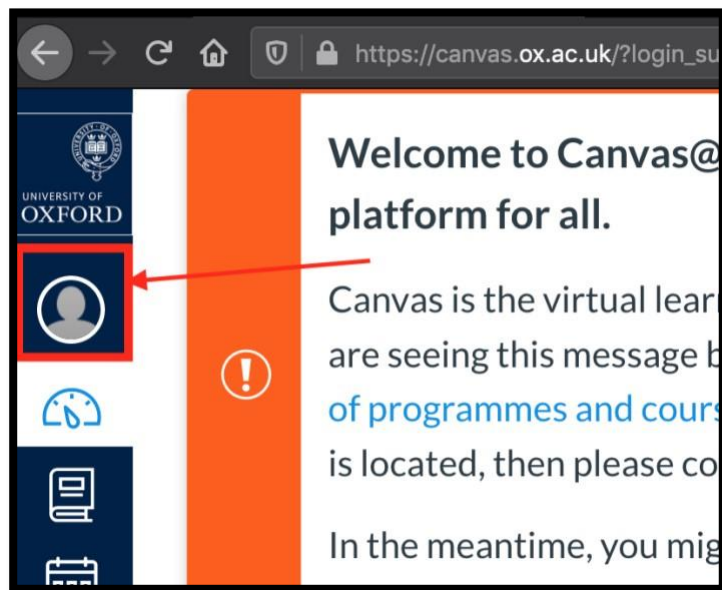 https://canvas.ox.ac.uk/?login_su
UNIVERSITY OF
OXFORD
Welcome to Canvas@
platform for all.
Canvas is the virtual lear
are seeing this message b
of programmes and cours
is located, then please co
In the meantime, you mig